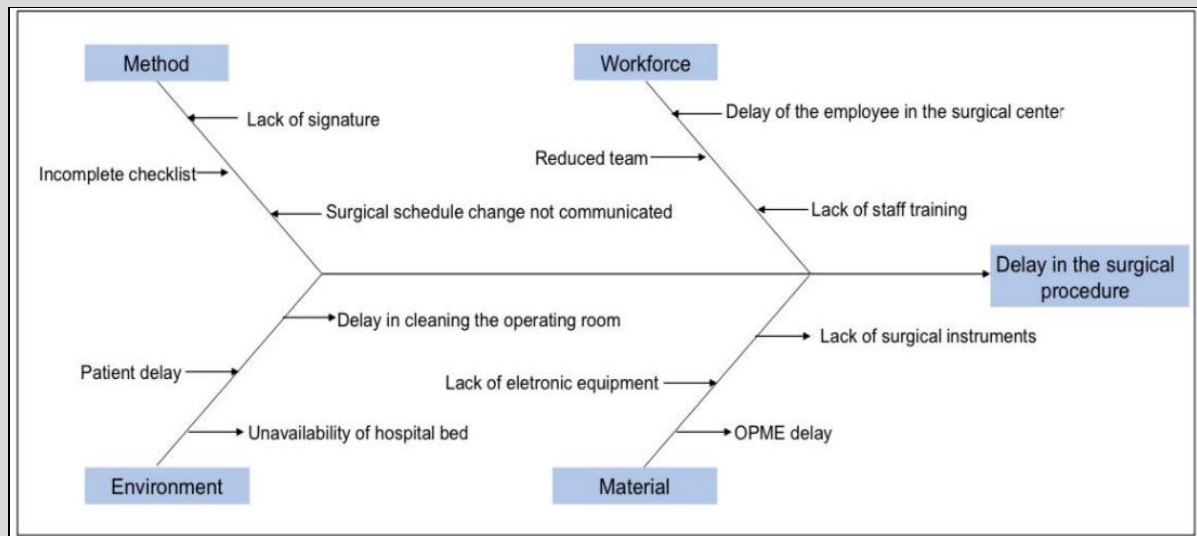 Method
Workforce
Lack of signature
Delay of the employee in the surgical center
Reduced team
Incomplete checklist
Surgical schedule change not communicated
Lack of staff training
Delay in the surgical
procedure
Delay in cleaning the operating room
Lack of surgical instruments
Patient delay
Lack of eletronic equipment
Unavailability of hospital bed
OPME delay
Environment
Material